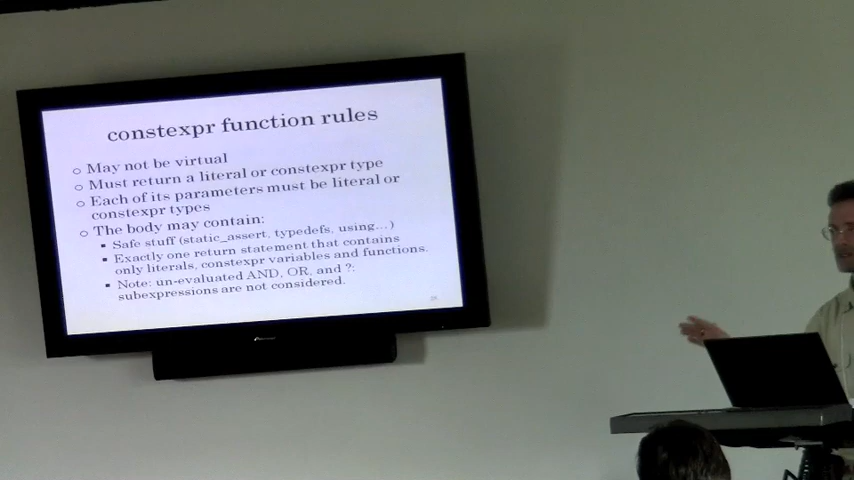 constexpr function rules
○ May not be virtual
○ Must return a literal or constexpr type
○ Each of its parameters must be literal or
constexpr types
○ The body may contain:
▪ Safe stuff (static_assert, typedefs, using…)
▪ Exactly one return statement that contains
only literals, constexpr variables and functions.
▪ Note: un-evaluated AND, OR, and ?:
subexpressions are not considered.